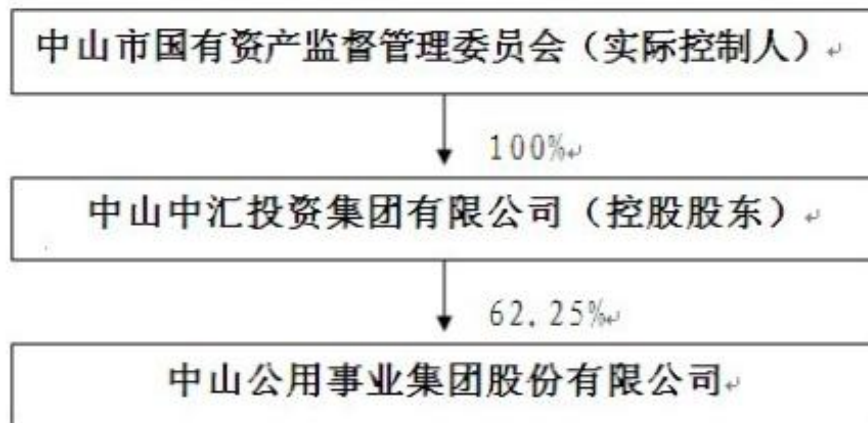 中山市国有资产监督管理委员会（实际控制人）
100%
中山中汇投资集团有限公司（控股股东）
62.25%
中山公用事业集团股份有限公司